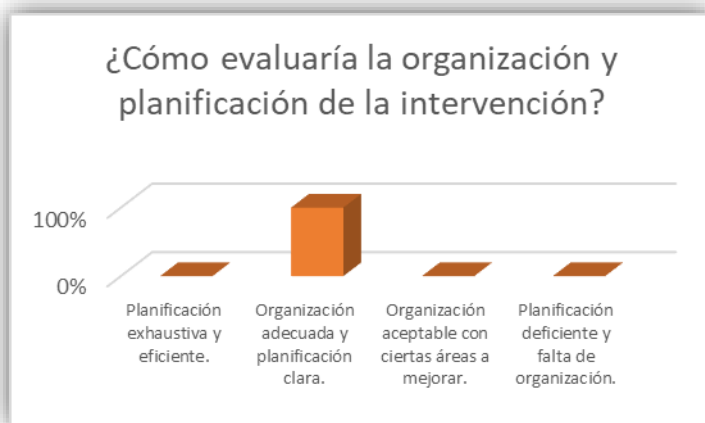 ¿Cómo evaluaría la organización y
planificación de la intervención?
100%
0%
Planificación
exhaustiva y
eficiente.
Organización
adecuada y
planificación
clara.
Organización
aceptable con
ciertas áreas a
mejorar.
Planificación
deficiente y
falta de
organización.